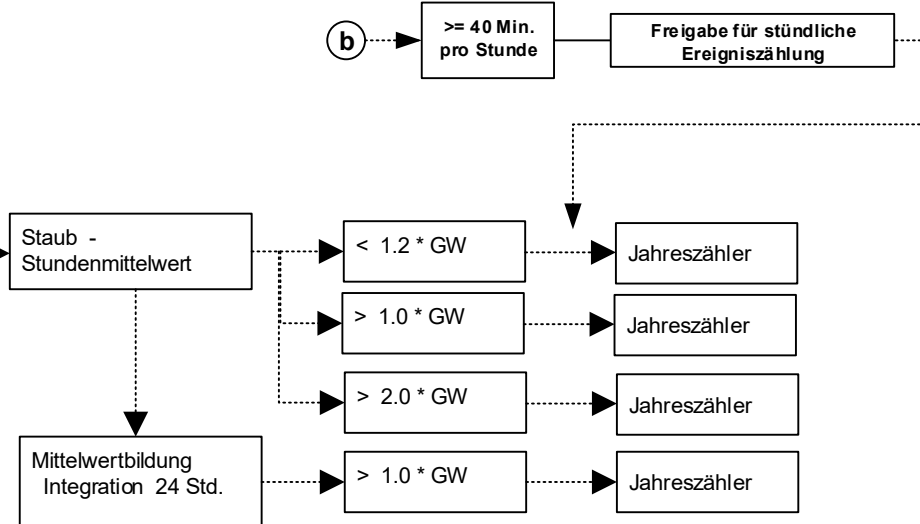 b
>= 40 Min.
pro Stunde
Freigabe für stündliche
Ereigniszählung
Staub -
Stundenmittelwert
< 1.2 * GW
Jahreszähler
> 1.0 * GW
Jahreszähler
> 2.0 * GW
Jahreszähler
Mittelwertbildung
Integration 24 Std.
> 1.0 * GW
Jahreszähler